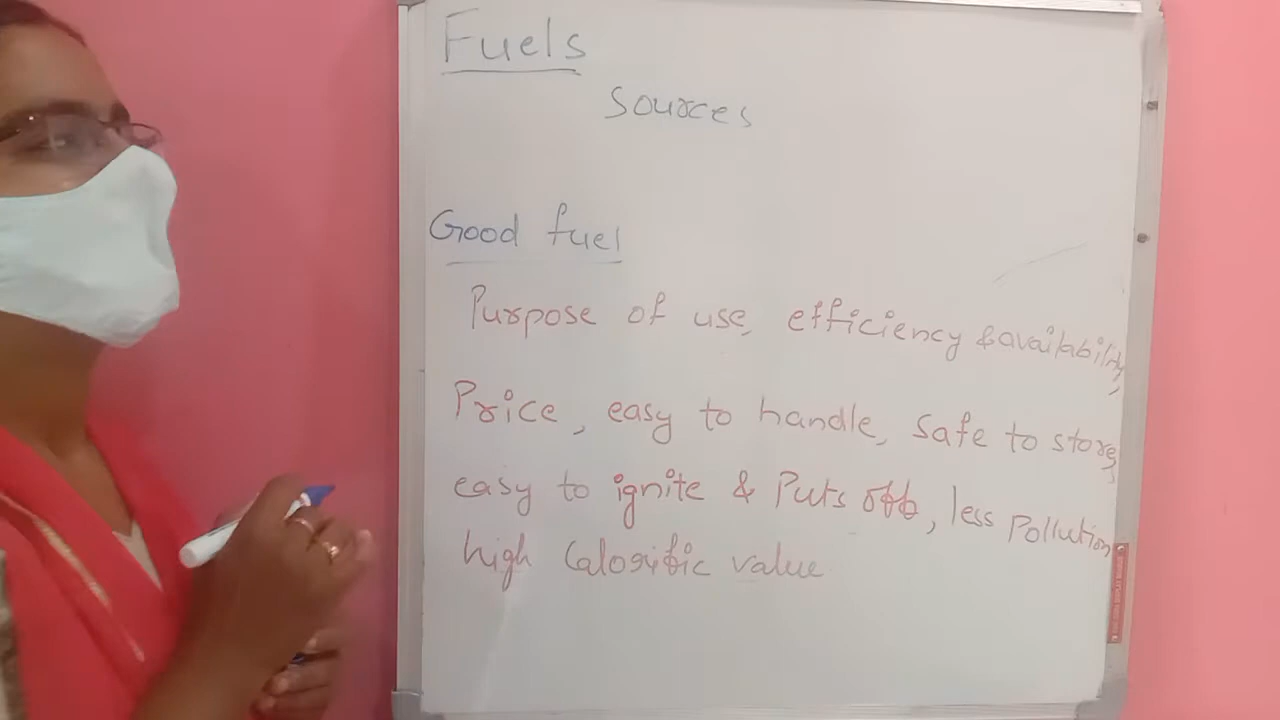 Fuels
Sources
Good fuel
Purpose of use, efficiency & availability,
Price, easy to handle, Safe to store,
easy to ignite & Puts off, less Pollution
high Calorific value